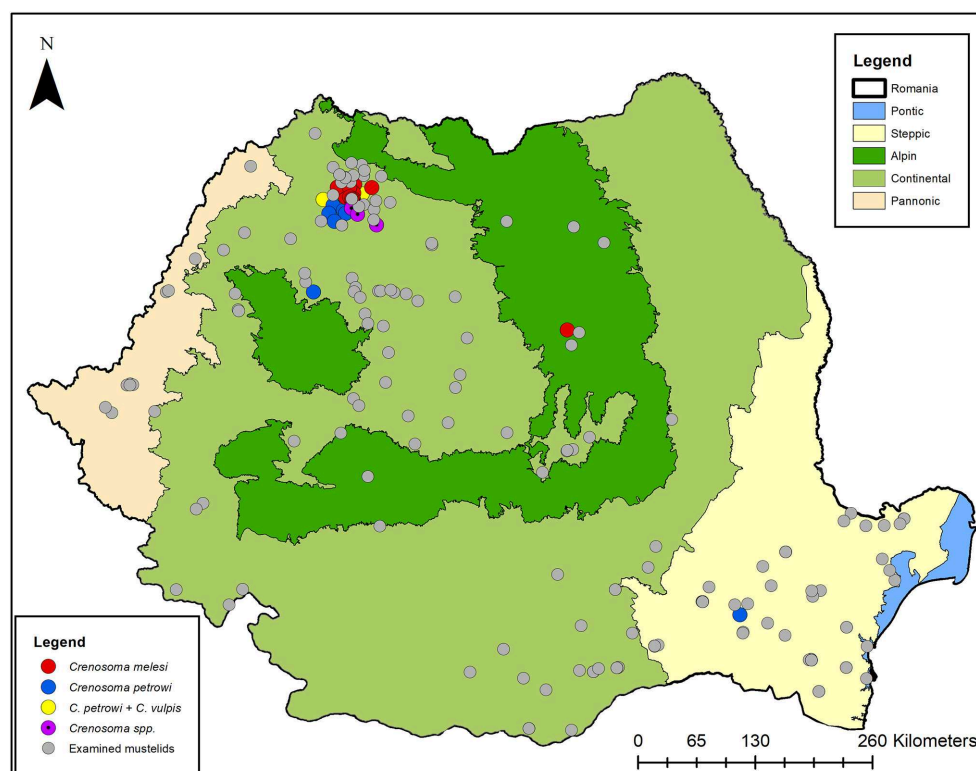 N
Legend
Romania
Pontic
Steppic
Alpin
Continental
Pannonic
Legend
Crenosoma melesi
Crenosoma petrowi
C. petrowi + C. vulpis
Crenosoma spp.
Examined mustelids
0 65 130 260 Kilometers